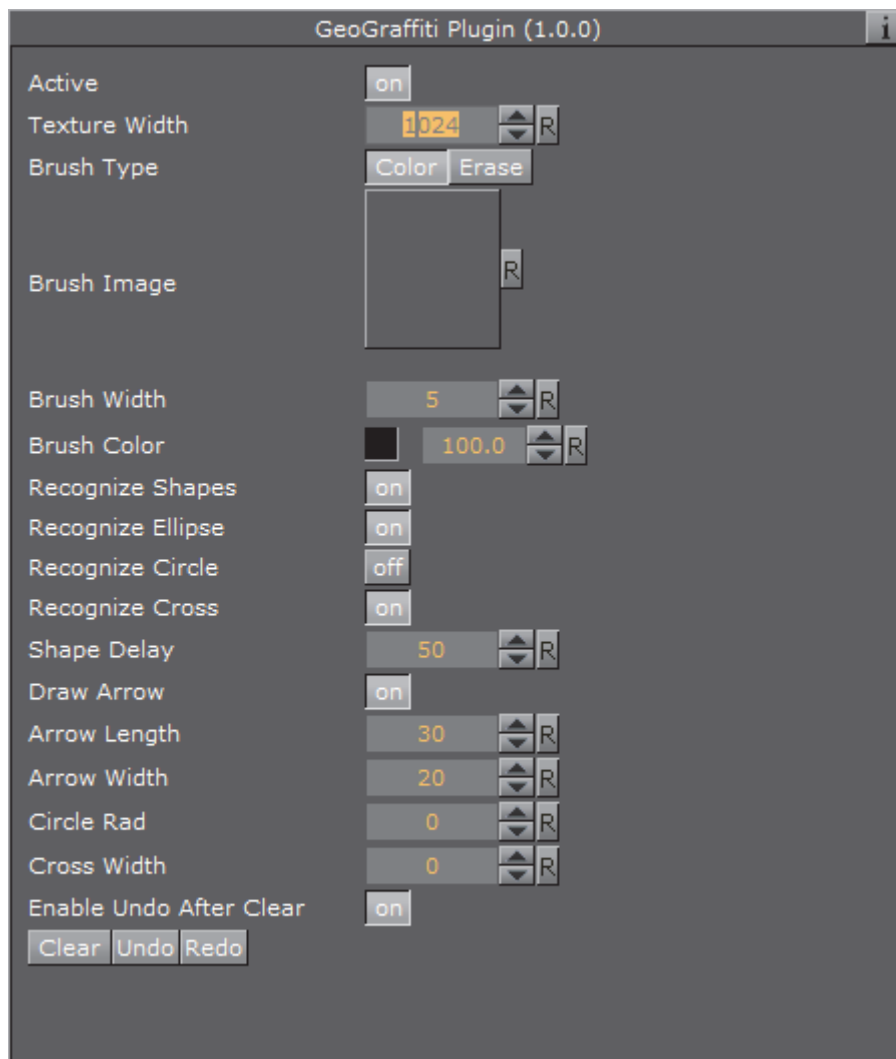 GeoGraffiti Plugin (1.0.0) i
Active on
Texture Width 1024 R
Brush Type Color Erase
Brush Image R
Brush Width 5 R
Brush Color 100.0 R
Recognize Shapes on
Recognize Ellipse on
Recognize Circle off
Recognize Cross on
Shape Delay 50 R
Draw Arrow on
Arrow Length 30 R
Arrow Width 20 R
Circle Rad 0 R
Cross Width 0 R
Enable Undo After Clear on
Clear Undo Redo